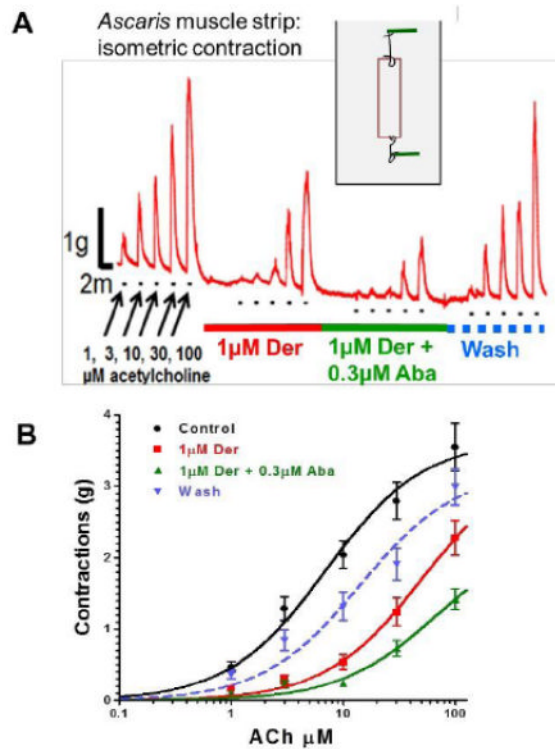 A
Ascaris muscle strip:
isometric contraction
1g
2m
1, 3, 10, 30, 100
µM acetylcholine
1µM Der
1µM Der +
0.3µM Aba
Wash
B
Control
1µM Der
1µM Der + 0.3µM Aba
Wash
Contractions (g)
4
3
2
1
0
0.1
1
10
100
ACh µM